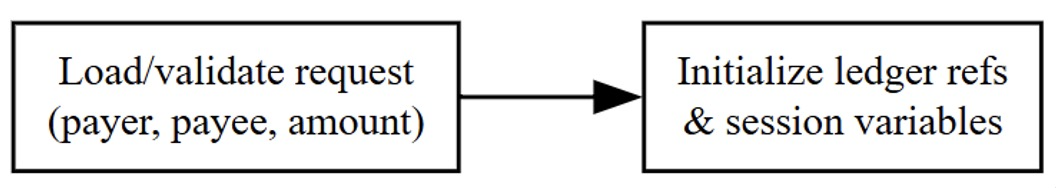 Load/validate request
(payer, payee, amount)
Initialize ledger refs
& session variables